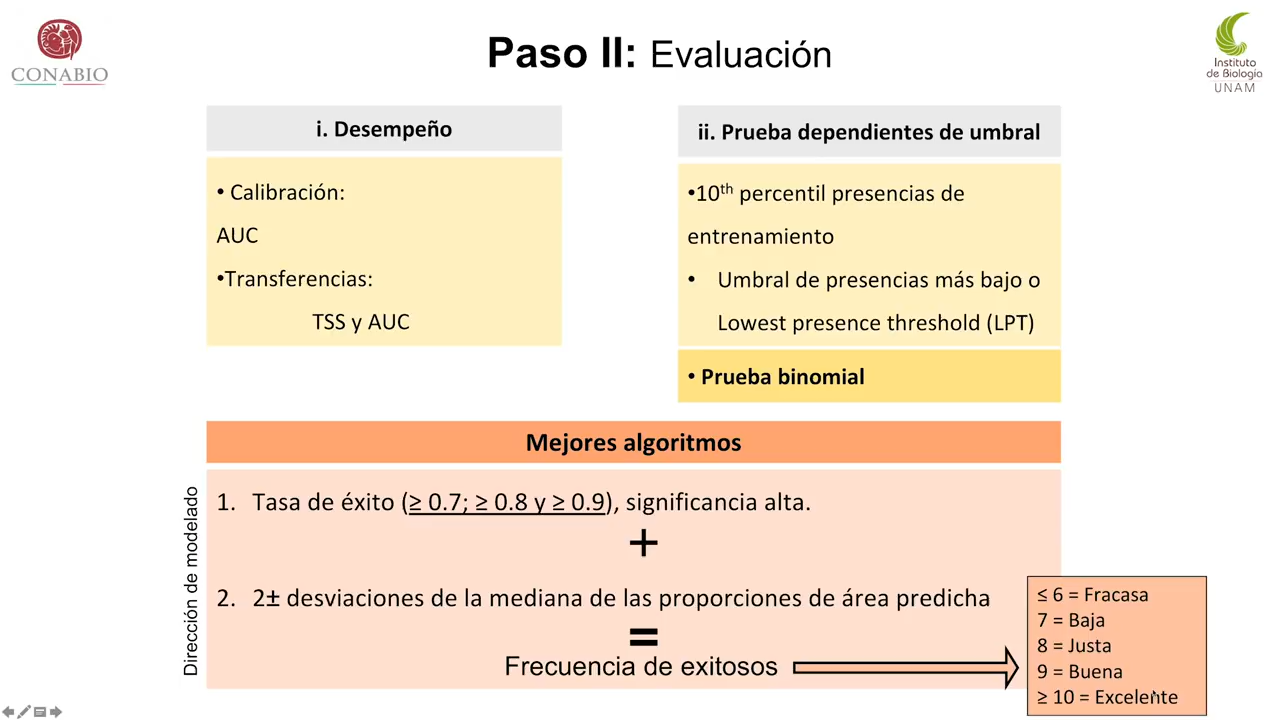 CONABIO
Paso II: Evaluación
Instituto
de Biología
UNAM
i. Desempeño
• Calibración:
AUC
•Transferencias:
TSS y AUC
ii. Prueba dependientes de umbral
•10th percentil presencias de
entrenamiento
• Umbral de presencias más bajo o
Lowest presence threshold (LPT)
• Prueba binomial
Mejores algoritmos
Dirección de modelado
1. Tasa de éxito (≥ 0.7; ≥ 0.8 y ≥ 0.9), significancia alta.
+
2. 2± desviaciones de la mediana de las proporciones de área predicha
=
Frecuencia de exitosos
≤ 6 = Fracasa
7 = Baja
8 = Justa
9 = Buena
≥ 10 = Excelente